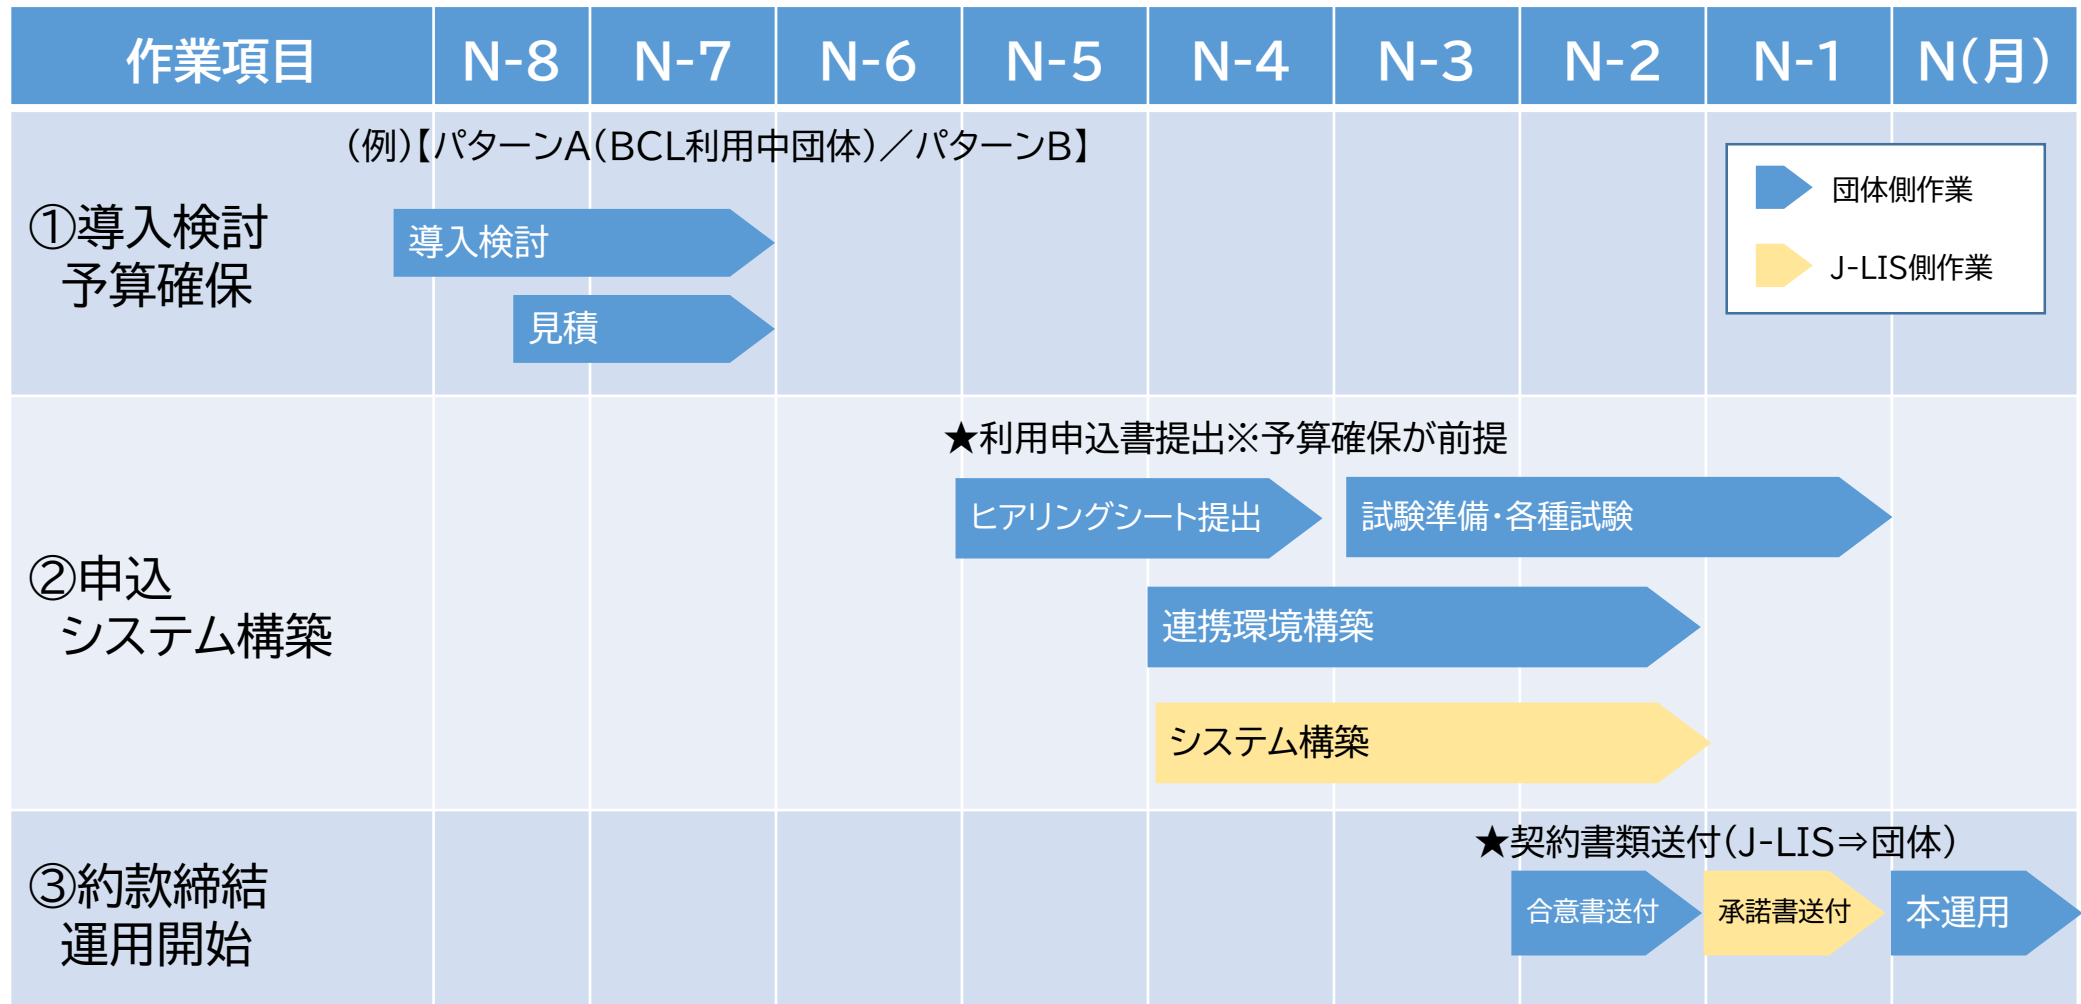 作業項目 N-8 N-7 N-6 N-5 N-4 N-3 N-2 N-1 N(月)
(例)【パターンA(BCL利用中団体)／パターンB】
団体側作業
J-LIS側作業
①導入検討
予算確保
導入検討
見積
★利用申込書提出※予算確保が前提
ヒアリングシート提出 試験準備・各種試験
②申込
システム構築
連携環境構築
システム構築
★契約書類送付(J-LIS⇒団体)
③約款締結
運用開始
合意書送付 承諾書送付 本運用